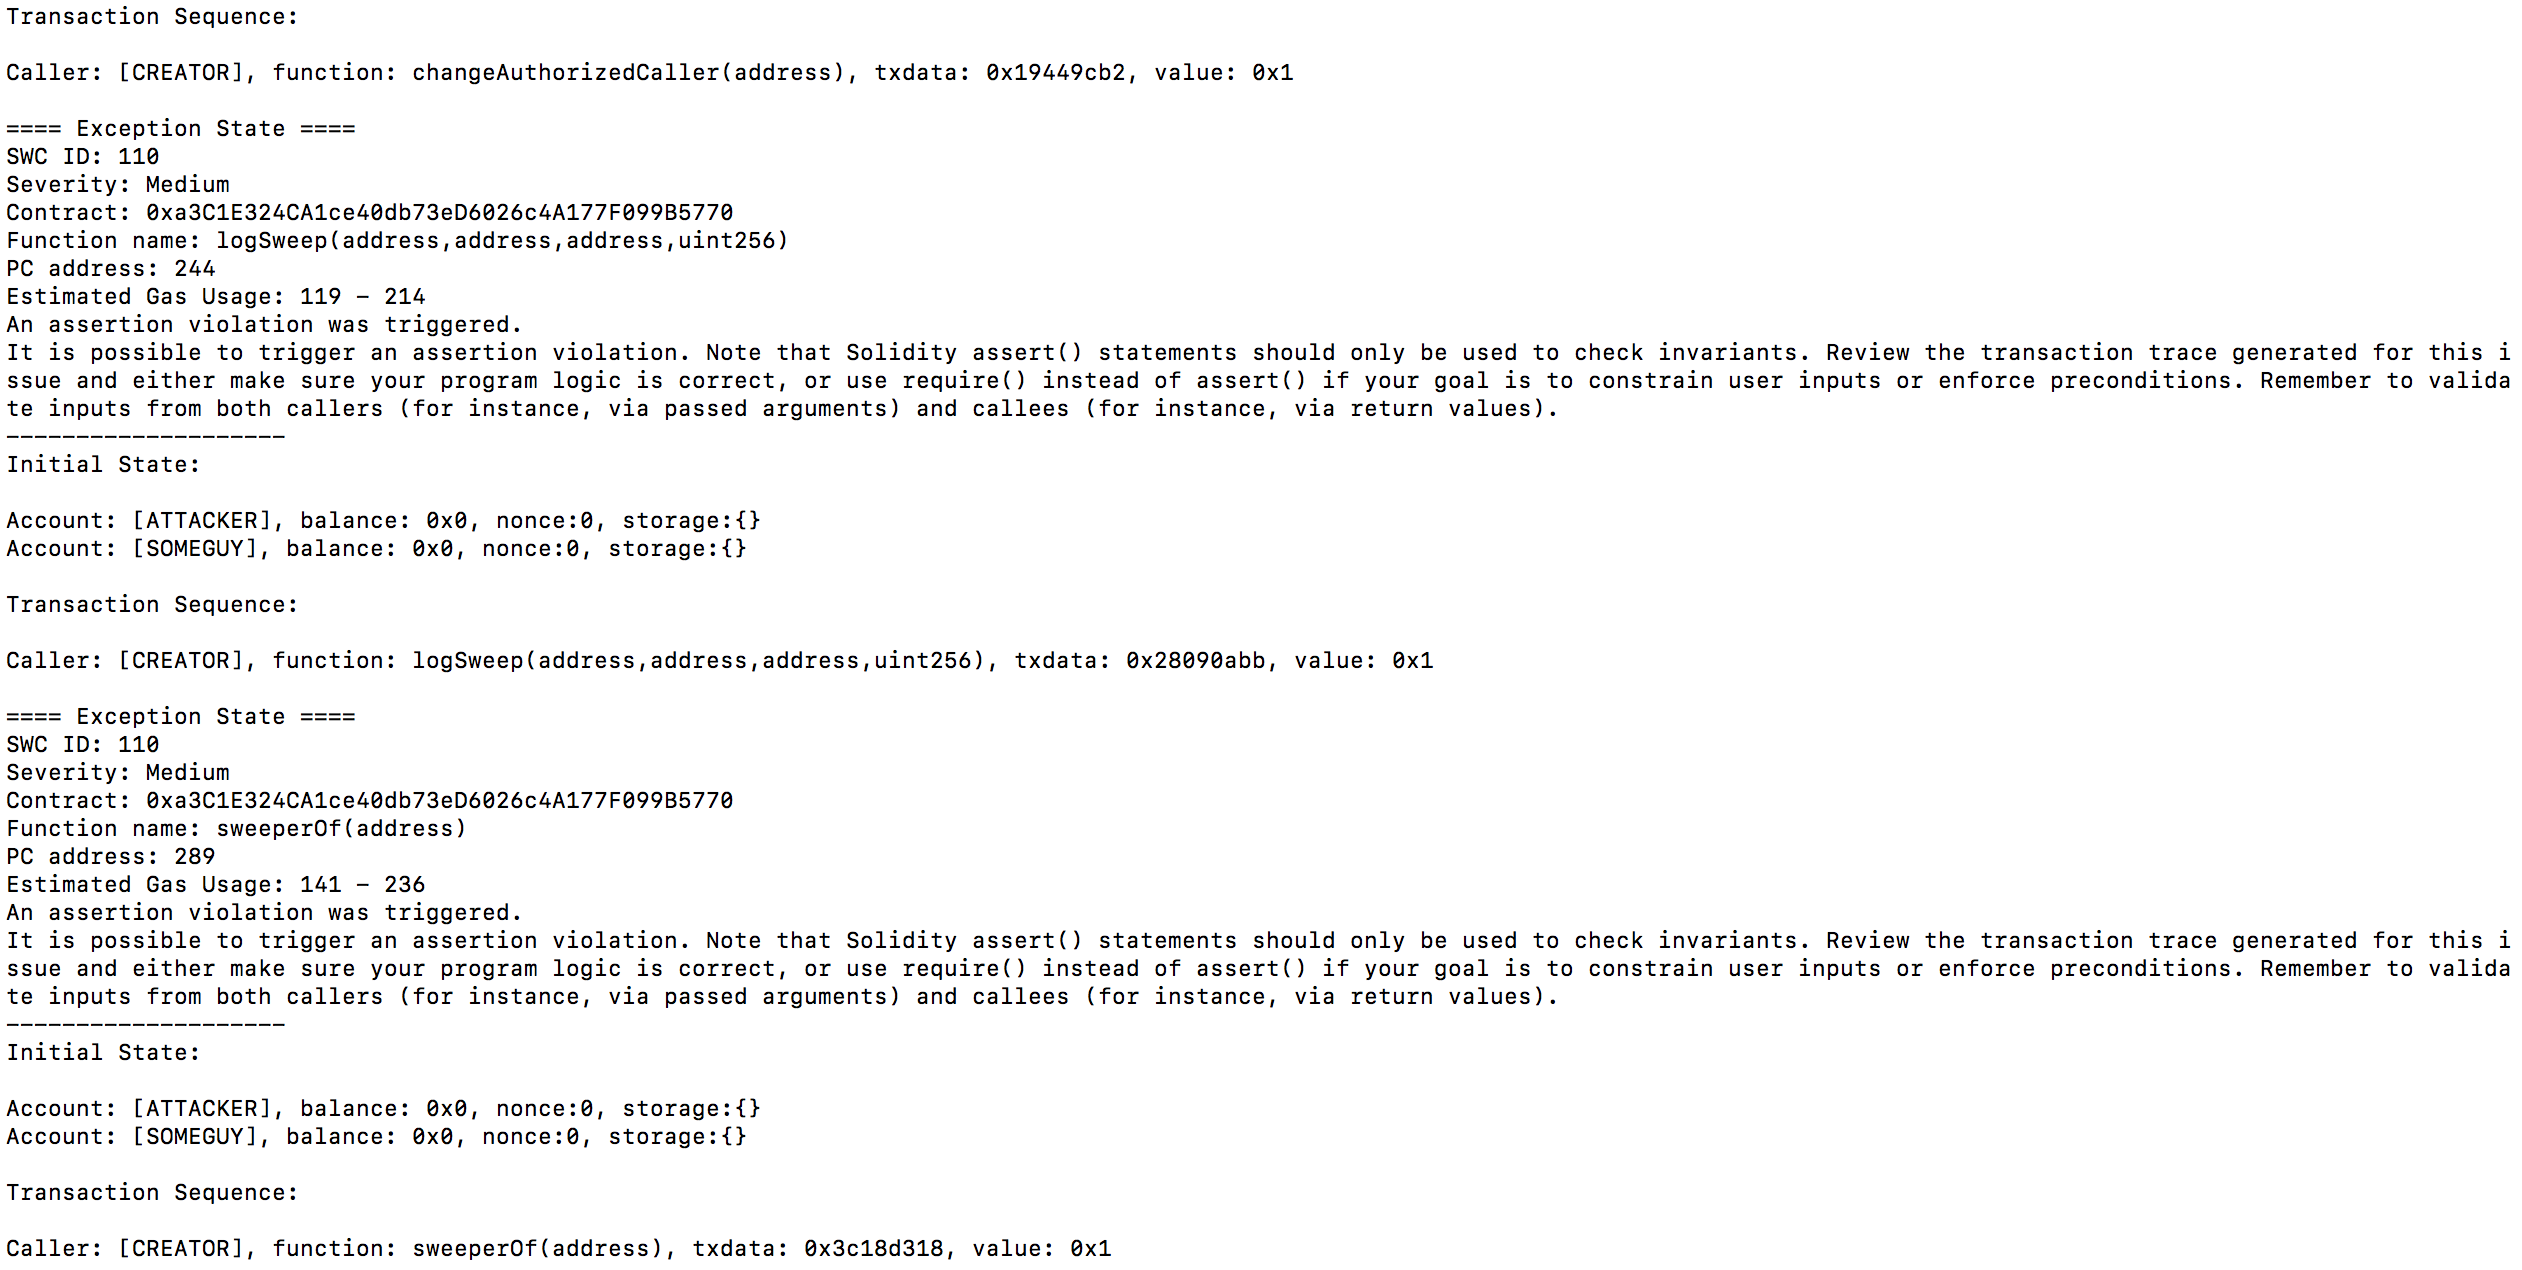 Transaction Sequence:
Caller: [CREATOR], function: changeAuthorizedCaller(address), txdata: 0x19449cb2, value: 0x1
==== Exception State ====
SWC ID: 110
Severity: Medium
Contract: 0xa3C1E324CA1ce40db73eD6026c4A177F099B5770
Function name: logSweep(address,address,address,uint256)
PC address: 244
Estimated Gas Usage: 119 - 214
An assertion violation was triggered.
It is possible to trigger an assertion violation. Note that Solidity assert() statements should only be used to check invariants. Review the transaction trace generated for this i
ssue and either make sure your program logic is correct, or use require() instead of assert() if your goal is to constrain user inputs or enforce preconditions. Remember to valida
te inputs from both callers (for instance, via passed arguments) and callees (for instance, via return values).
--------------------
Initial State:
Account: [ATTACKER], balance: 0x0, nonce:0, storage:{}
Account: [SOMEGUY], balance: 0x0, nonce:0, storage:{}
Transaction Sequence:
Caller: [CREATOR], function: logSweep(address,address,address,uint256), txdata: 0x28090abb, value: 0x1
==== Exception State ====
SWC ID: 110
Severity: Medium
Contract: 0xa3C1E324CA1ce40db73eD6026c4A177F099B5770
Function name: sweeperOf(address)
PC address: 289
Estimated Gas Usage: 141 - 236
An assertion violation was triggered.
It is possible to trigger an assertion violation. Note that Solidity assert() statements should only be used to check invariants. Review the transaction trace generated for this i
ssue and either make sure your program logic is correct, or use require() instead of assert() if your goal is to constrain user inputs or enforce preconditions. Remember to valida
te inputs from both callers (for instance, via passed arguments) and callees (for instance, via return values).
--------------------
Initial State:
Account: [ATTACKER], balance: 0x0, nonce:0, storage:{}
Account: [SOMEGUY], balance: 0x0, nonce:0, storage:{}
Transaction Sequence:
Caller: [CREATOR], function: sweeperOf(address), txdata: 0x3c18d318, value: 0x1